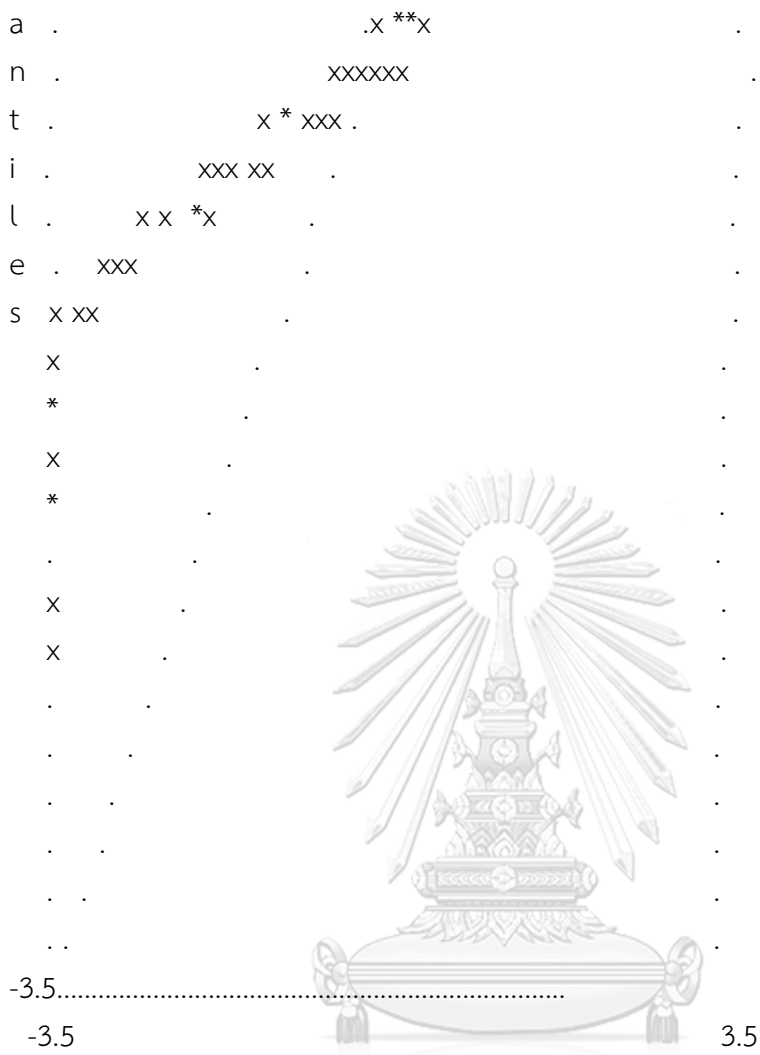 a . .x **x .
n . xxxxxx .
t . x * xxx . .
i . xxx xx . .
l . x x *x . .
e . xxx . .
s x xx . .
x . .
* . .
x . .
* . .
. . .
x . .
x . .
. . .
. . .
. . .
. . .
. . .
. . .
-3.5...........................................................................
-3.5 3.5